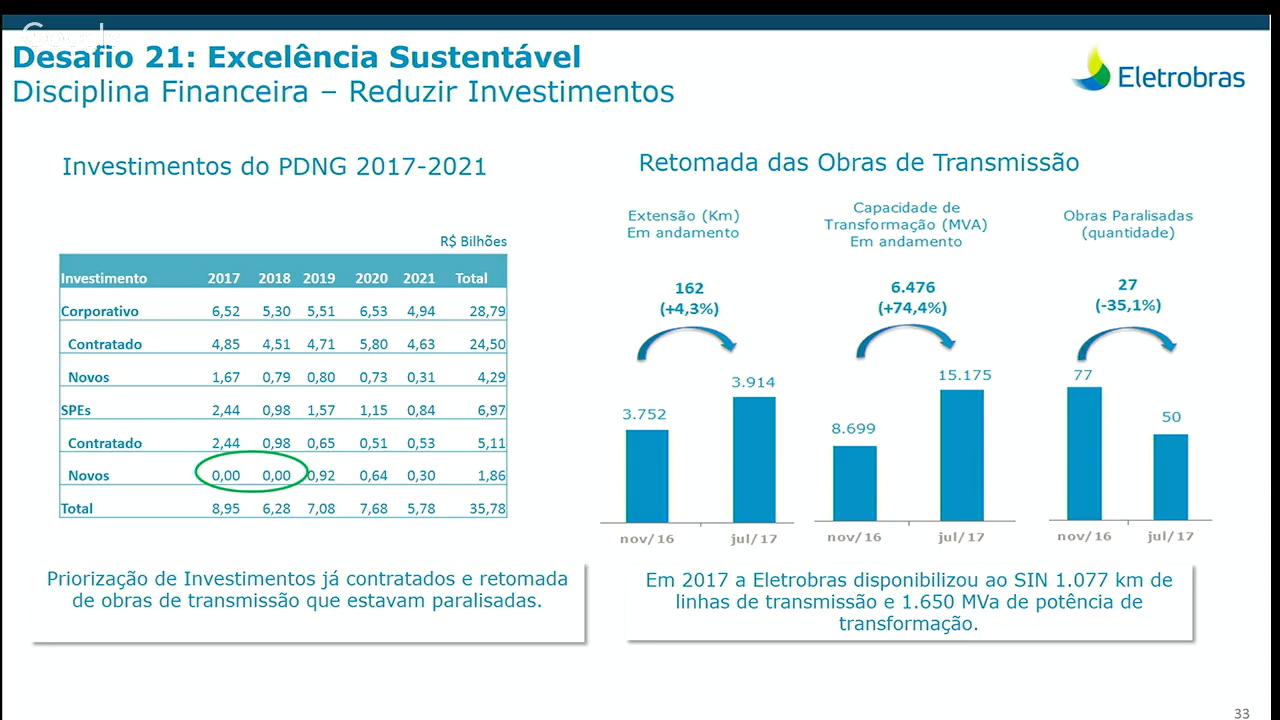 Google
Desafio 21: Excelência Sustentável
Disciplina Financeira – Reduzir Investimentos
Eletrobras
Investimentos do PDNG 2017-2021
R$ Bilhões
Investimento 2017 2018 2019 2020 2021 Total
Corporativo 6,52 5,30 5,51 6,53 4,94 28,79
Contratado 4,85 4,51 4,71 5,80 4,63 24,50
Novos 1,67 0,79 0,80 0,73 0,31 4,29
SPEs 2,44 0,98 1,57 1,15 0,84 6,97
Contratado 2,44 0,98 0,65 0,51 0,53 5,11
Novos 0,00 0,00 0,92 0,64 0,30 1,86
Total 8,95 6,28 7,08 7,68 5,78 35,78
Priorização de Investimentos já contratados e retomada
de obras de transmissão que estavam paralisadas.
Retomada das Obras de Transmissão
Extensão (Km)
Em andamento
162
(+4,3%)
3.752
3.914
nov/16 jul/17
Capacidade de
Transformação (MVA)
Em andamento
6.476
(+74,4%)
8.699
15.175
nov/16 jul/17
Obras Paralisadas
(quantidade)
27
(-35,1%)
77
50
nov/16 jul/17
Em 2017 a Eletrobras disponibilizou ao SIN 1.077 km de
linhas de transmissão e 1.650 MVa de potência de
transformação.
33